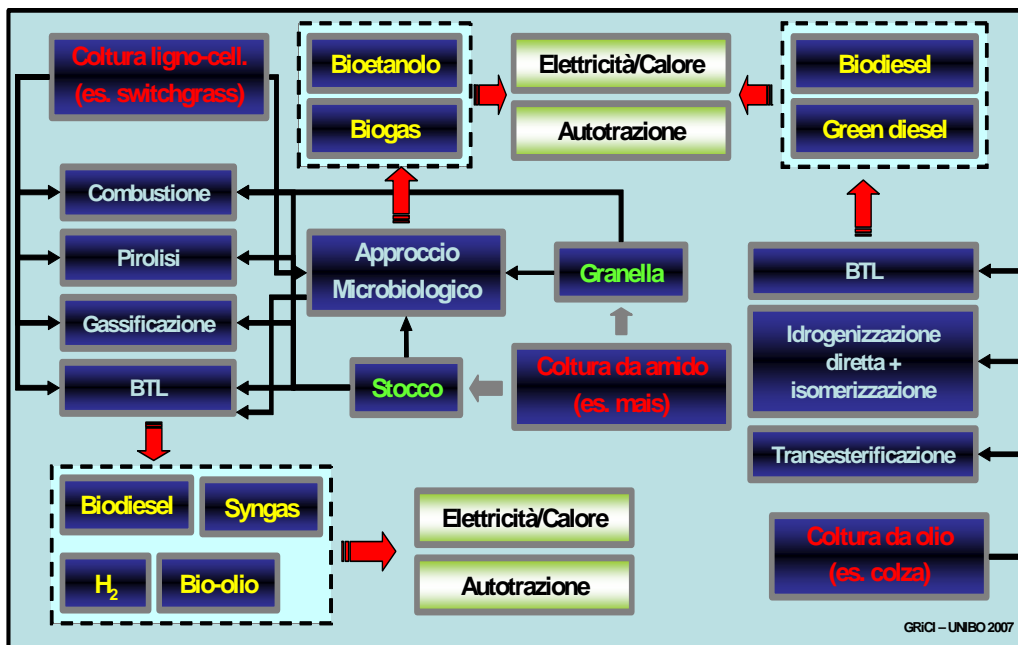 Coltura ligno-cell.
(es. switchgrass)
Bioetanolo
Biogas
Elettricità/Calore
Autotrazione
Biodiesel
Green diesel
Combustione
Pirolisi
Gassificazione
BTL
Approccio
Microbiologico
Granella
Stocco
Coltura da amido
(es. mais)
BTL
Idrogenizzazione
diretta +
isomerizzazione
Transesterificazione
Biodiesel
Syngas
H₂
Bio-olio
Elettricità/Calore
Autotrazione
Coltura da olio
(es. colza)
GRiCI – UNIBO 2007